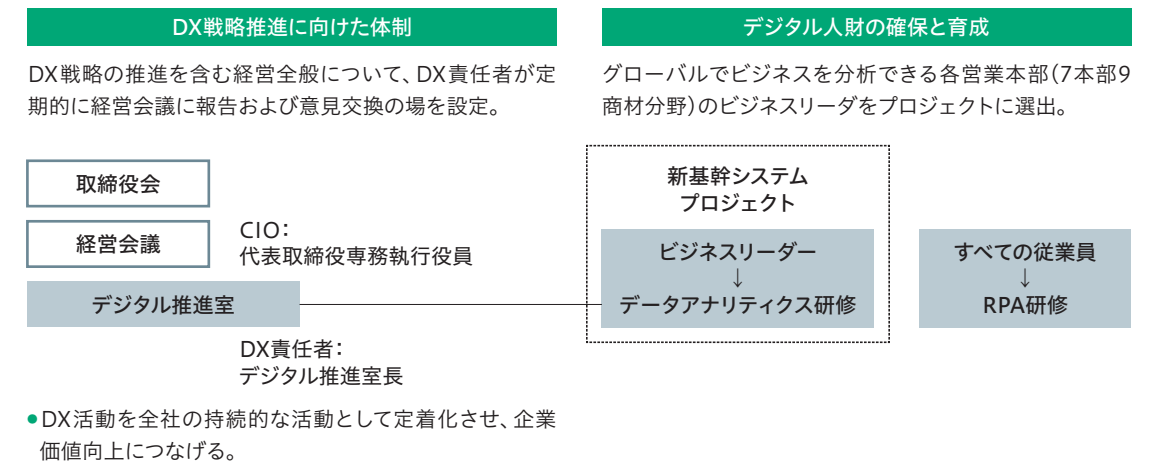 DX戦略推進に向けた体制
DX戦略の推進を含む経営全般について、DX責任者が定
期的に経営会議に報告および意見交換の場を設定。
取締役会
経営会議
CIO：
代表取締役専務執行役員
デジタル推進室
DX責任者：
デジタル推進室長
●DX活動を全社の持続的な活動として定着化させ、企業
価値向上につなげる。
デジタル人財の確保と育成
グローバルでビジネスを分析できる各営業本部（7本部9
商材分野）のビジネスリーダをプロジェクトに選出。
新基幹システム
プロジェクト
ビジネスリーダー
↓
データアナリティクス研修
すべての従業員
↓
RPA研修